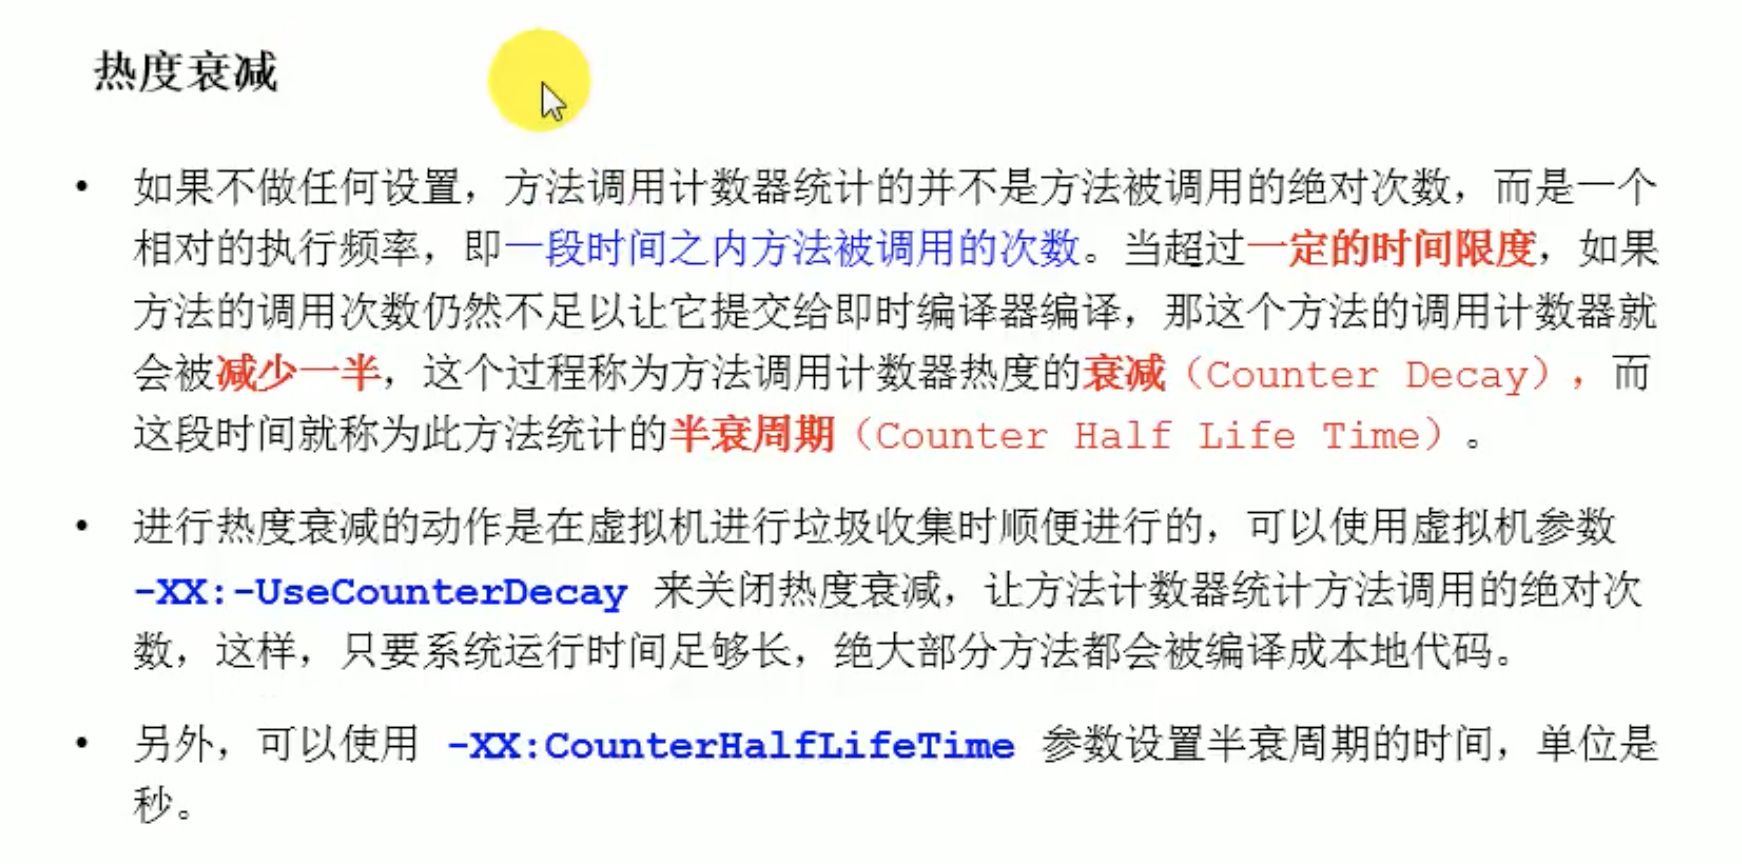 热度衰减
• 如果不做任何设置，方法调用计数器统计的并不是方法被调用的绝对次数，而是一个
相对的执行频率，即一段时间之内方法被调用的次数。当超过一定的时间限度，如果
方法的调用次数仍然不足以让它提交给即时编译器编译，那这个方法的调用计数器就
会被减少一半，这个过程称为方法调用计数器热度的衰减（Counter Decay），而
这段时间就称为此方法统计的半衰周期（Counter Half Life Time）。
• 进行热度衰减的动作是在虚拟机进行垃圾收集时顺便进行的，可以使用虚拟机参数
-XX:-UseCounterDecay 来关闭热度衰减，让方法计数器统计方法调用的绝对次
数，这样，只要系统运行时间足够长，绝大部分方法都会被编译成本地代码。
• 另外，可以使用 -XX:CounterHalfLifeTime 参数设置半衰周期的时间，单位是
秒。